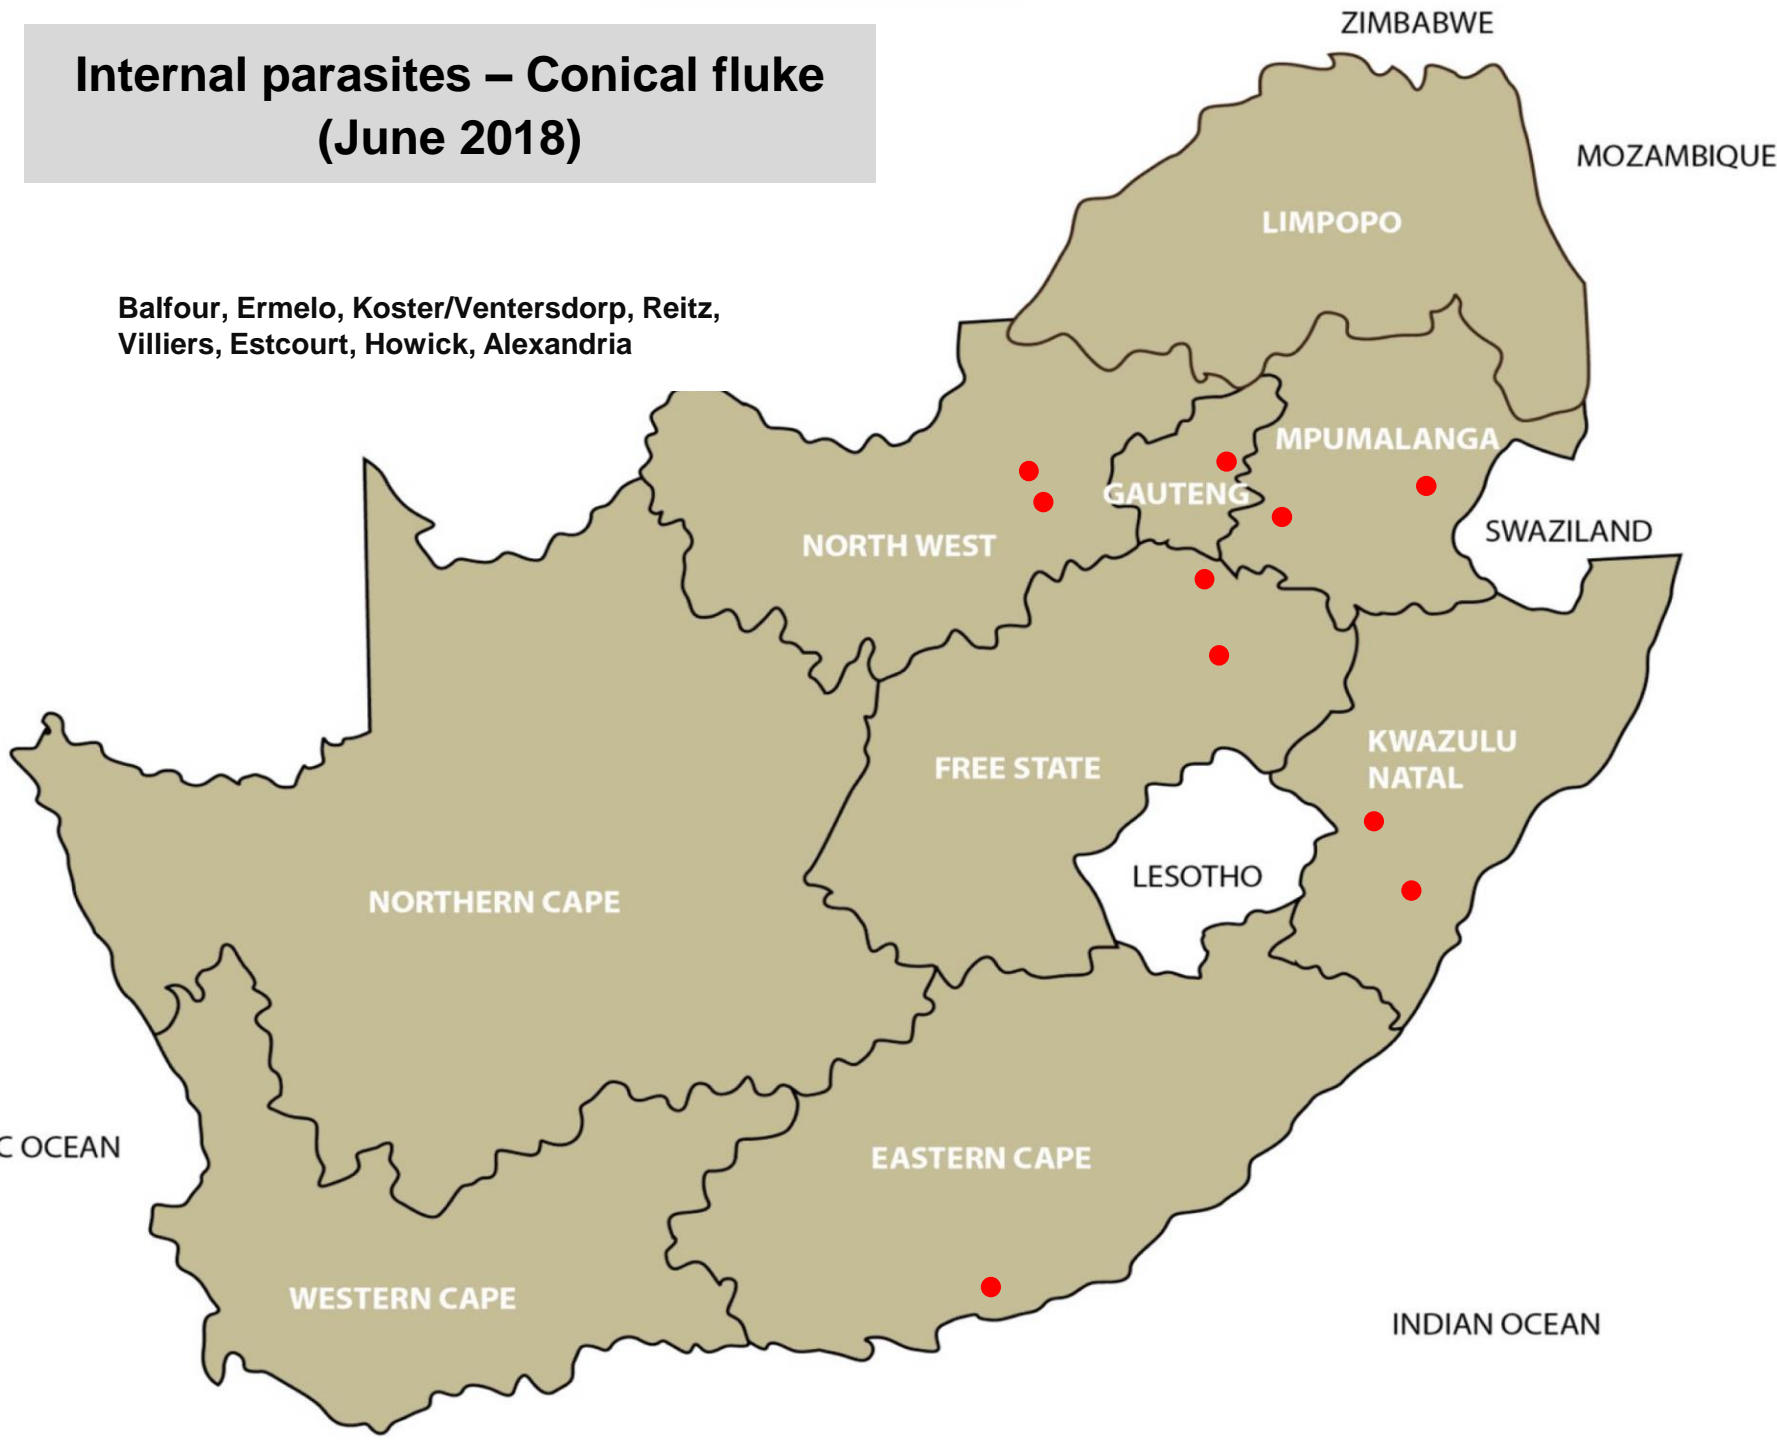 ZIMBABWE
Internal parasites – Conical fluke
(June 2018)
MOZAMBIQUE
LIMPOPO
Balfour, Ermelo, Koster/Ventersdorp, Reitz,
Villiers, Estcourt, Howick, Alexandria
MPUMALANGA
GAUTENG
SWAZILAND
NORTH WEST
KWAZULU
NATAL
FREE STATE
LESOTHO
NORTHERN CAPE
C OCEAN
EASTERN CAPE
WESTERN CAPE
INDIAN OCEAN